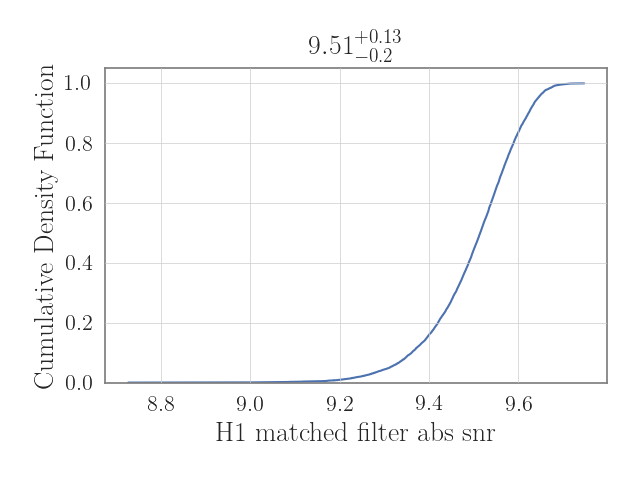 9.51^{+0.13}_{-0.2}
1.0
0.8
0.6
0.4
0.2
0.0
Cumulative Density Function
8.8 9.0 9.2 9.4 9.6
H1 matched filter abs snr